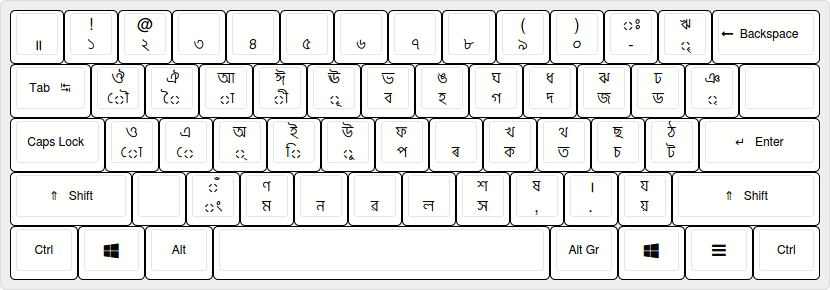 ! @ ( ) ◌ঃ ঋ
॥ ১ ২ ৩ ৪ ৫ ৬ ৭ ৮ ৯ ০ - ◌ৃ ← Backspace
ঔ ঐ আ ঈ ঊ ভ ঙ ঘ ধ ঝ ঢ ঞ
Tab ↹ ◌ৌ ◌ৈ ◌া ◌ী ◌ূ ব হ গ দ জ ড ◌়
ও এ অ ই উ ফ খ থ ছ ঠ
Caps Lock ◌ো ◌ে ◌্ ◌ি ◌ু প ৰ ক ত চ ট ↵ Enter
◌ঁ ণ শ ষ । য
⇑ Shift ◌ং ম ন ৱ ল স , . য় ⇑ Shift
Ctrl Alt Alt Gr Ctrl